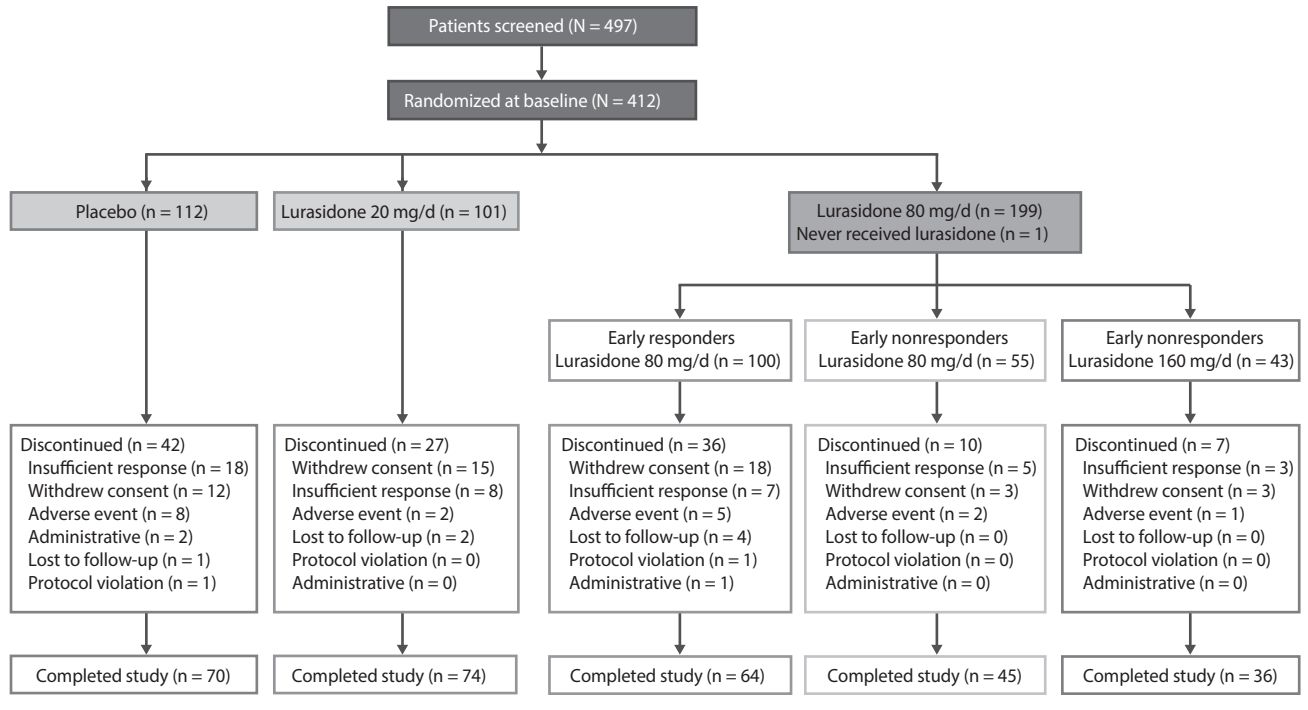 Patients screened (N = 497)
Randomized at baseline (N = 412)
Placebo (n = 112)
Lurasidone 20 mg/d (n = 101)
Lurasidone 80 mg/d (n = 199)
Never received lurasidone (n = 1)
Early responders
Lurasidone 80 mg/d (n = 100)
Early nonresponders
Lurasidone 80 mg/d (n = 55)
Early nonresponders
Lurasidone 160 mg/d (n = 43)
Discontinued (n = 42)
Insufficient response (n = 18)
Withdrew consent (n = 12)
Adverse event (n = 8)
Administrative (n = 2)
Lost to follow-up (n = 1)
Protocol violation (n = 1)
Discontinued (n = 27)
Withdrew consent (n = 15)
Insufficient response (n = 8)
Adverse event (n = 2)
Lost to follow-up (n = 2)
Protocol violation (n = 0)
Administrative (n = 0)
Discontinued (n = 36)
Withdrew consent (n = 18)
Insufficient response (n = 7)
Adverse event (n = 5)
Lost to follow-up (n = 4)
Protocol violation (n = 1)
Administrative (n = 1)
Discontinued (n = 10)
Insufficient response (n = 5)
Withdrew consent (n = 3)
Adverse event (n = 2)
Lost to follow-up (n = 0)
Protocol violation (n = 0)
Administrative (n = 0)
Discontinued (n = 7)
Insufficient response (n = 3)
Withdrew consent (n = 3)
Adverse event (n = 1)
Lost to follow-up (n = 0)
Protocol violation (n = 0)
Administrative (n = 0)
Completed study (n = 70)
Completed study (n = 74)
Completed study (n = 64)
Completed study (n = 45)
Completed study (n = 36)